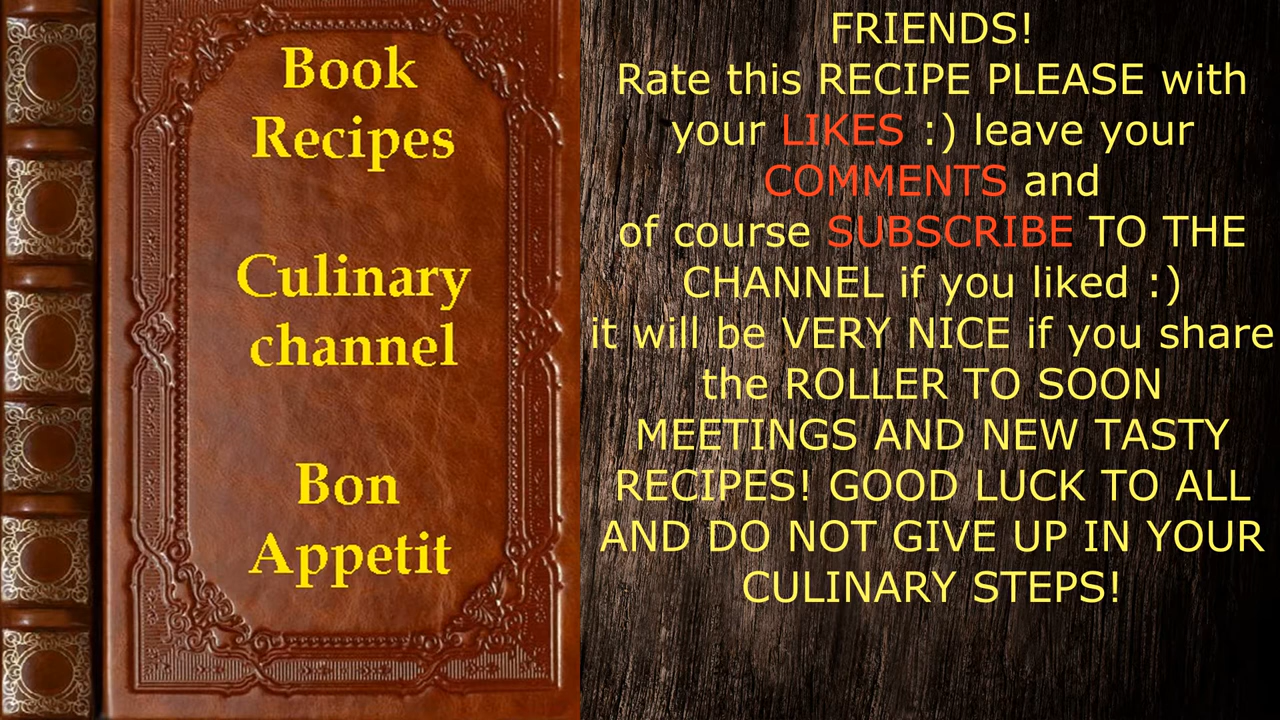 Book
Recipes
Culinary
channel
Bon
Appetit
FRIENDS!
Rate this RECIPE PLEASE with
your LIKES :) leave your
COMMENTS and
of course SUBSCRIBE TO THE
CHANNEL if you liked :)
it will be VERY NICE if you share
the ROLLER TO SOON
MEETINGS AND NEW TASTY
RECIPES! GOOD LUCK TO ALL
AND DO NOT GIVE UP IN YOUR
CULINARY STEPS!